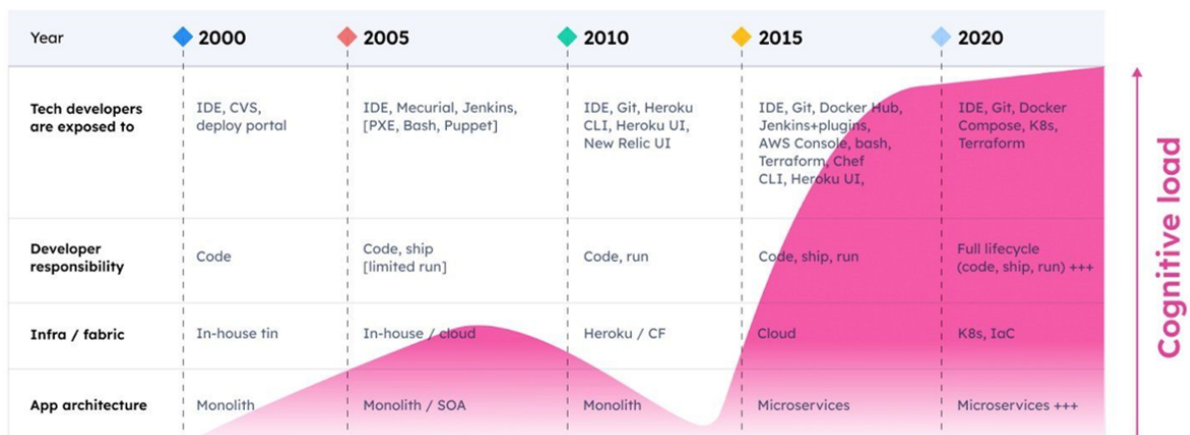 Year
2000
2005
2010
2015
2020
Tech developers
are exposed to
IDE, CVS,
deploy portal
IDE, Mecurial, Jenkins,
[PXE, Bash, Puppet]
IDE, Git, Heroku
CLI, Heroku UI,
New Relic UI
IDE, Git, Docker Hub,
Jenkins+plugins,
AWS Console, bash,
Terraform, Chef
CLI, Heroku UI,
IDE, Git, Docker
Compose, K8s,
Terraform
Developer
responsibility
Code
Code, ship
[limited run]
Code, run
Code, ship, run
Full lifecycle
(code, ship, run) +++
Infra / fabric
In-house tin
In-house / cloud
Heroku / CF
Cloud
K8s, IaC
App architecture
Monolith
Monolith / SOA
Monolith
Microservices
Microservices +++
Cognitive load